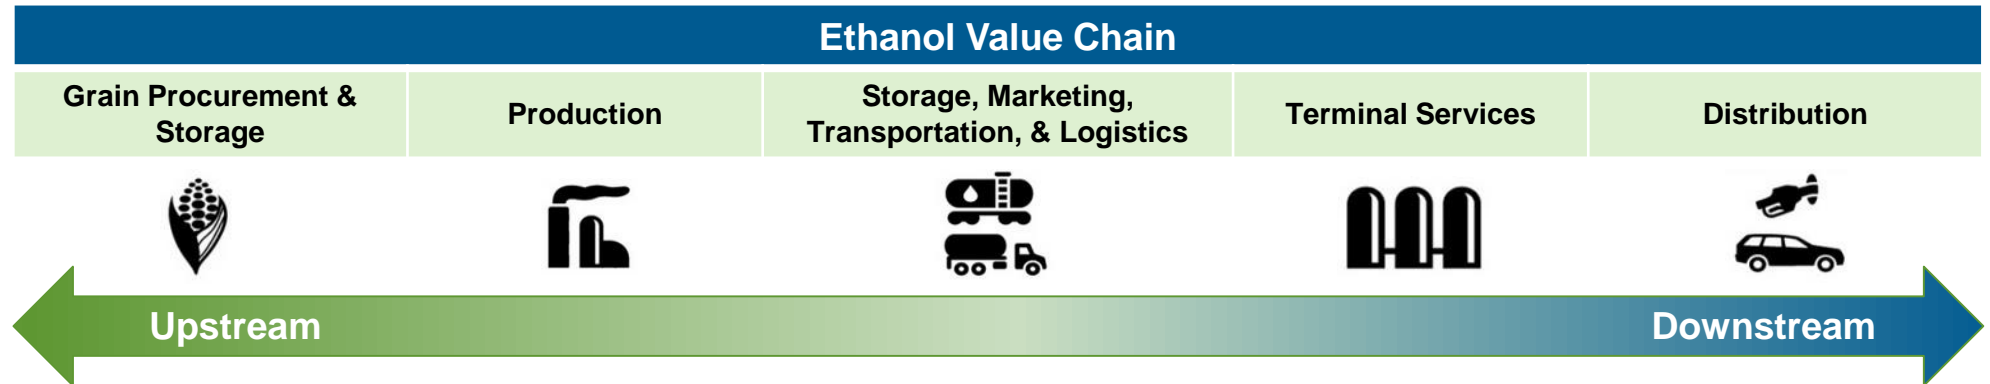 Ethanol Value Chain
Grain Procurement &
Storage
Production
Storage, Marketing,
Transportation, & Logistics
Terminal Services
Distribution
Upstream
Downstream